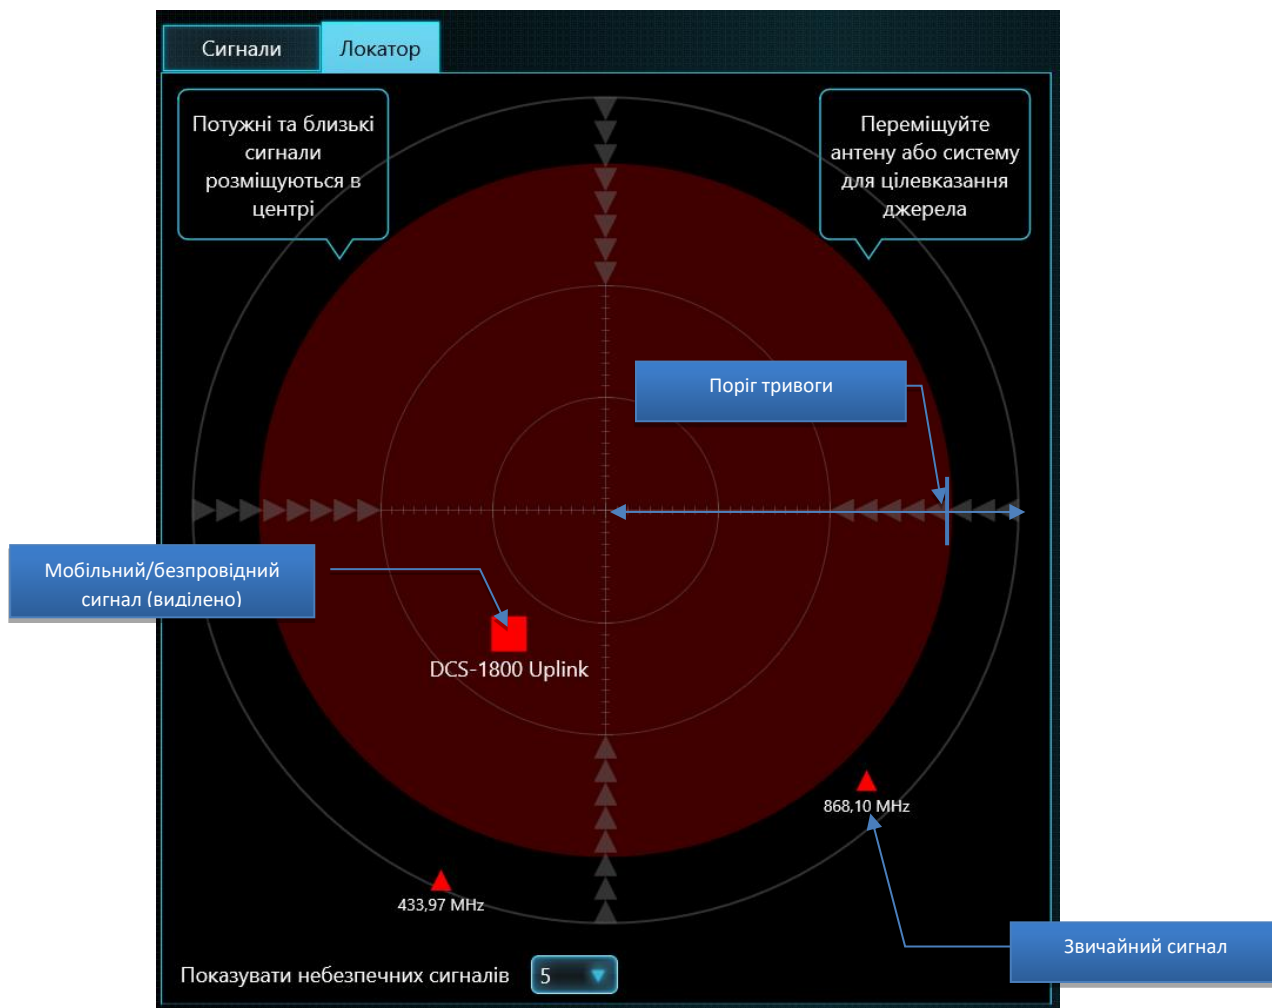 Сигнали
Локатор
Потужні та близькі
сигнали
розміщуються в
центрі
Переміщуйте
антену або систему
для цілевказання
джерела
Поріг тривоги
Мобільний/безпровідний
сигнал (виділено)
DCS-1800 Uplink
868,10 MHz
433,97 MHz
Звичайний сигнал
Показувати небезпечних сигналів
5